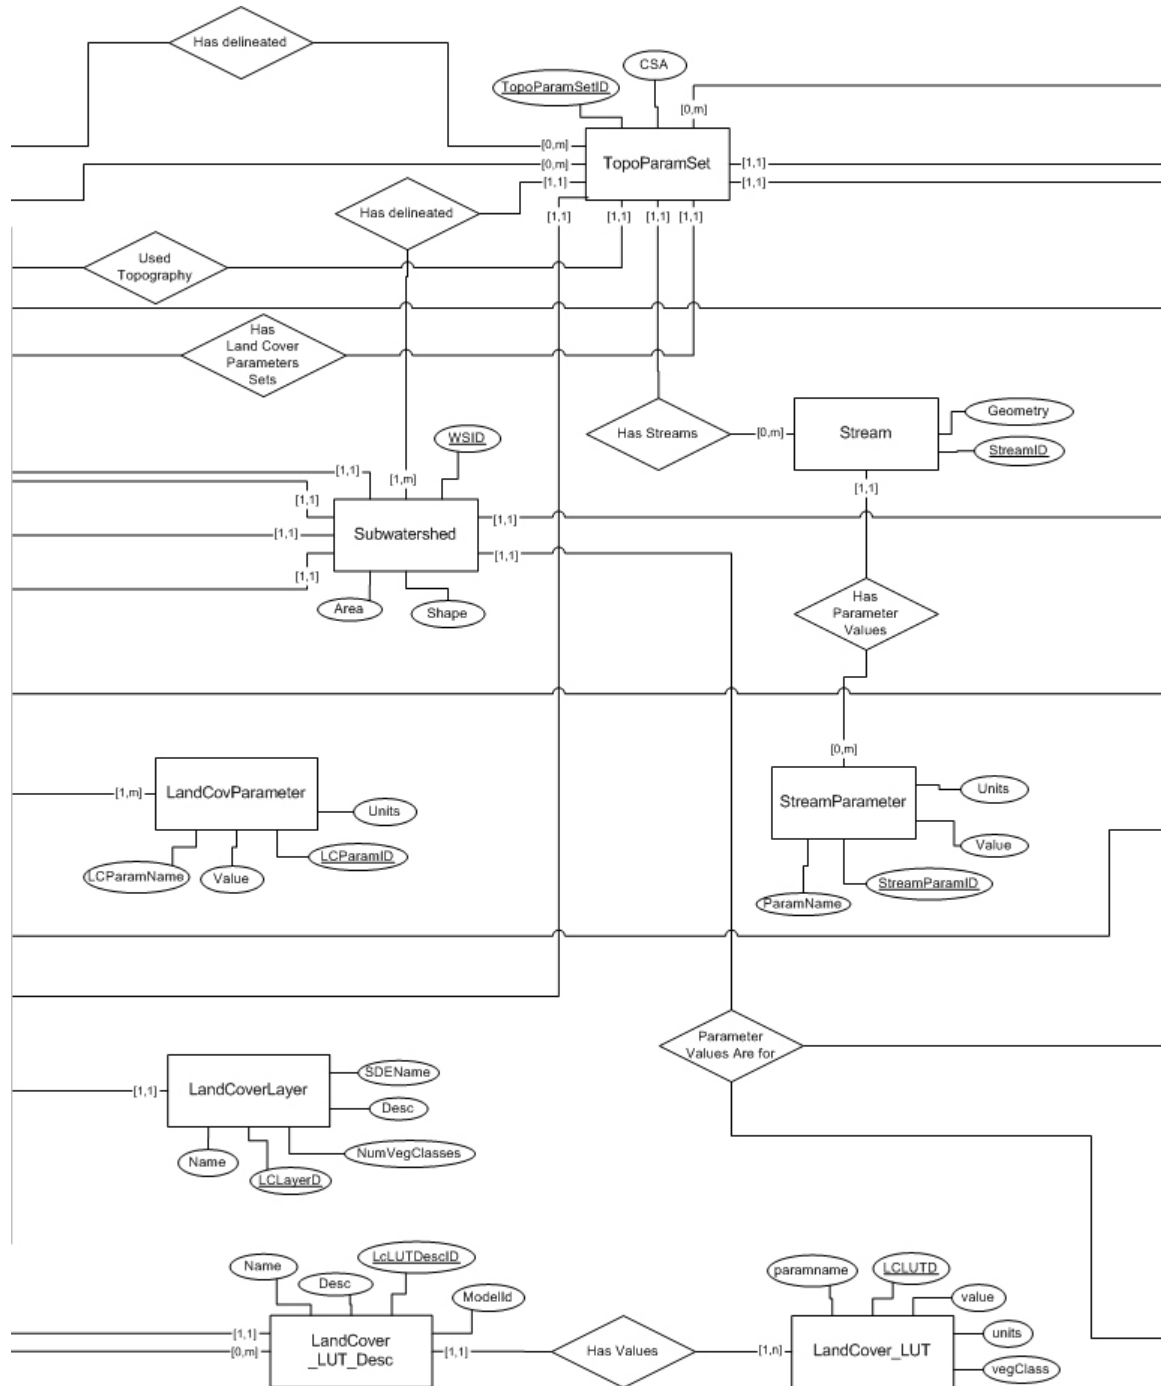 Has delineated
CSA
TopoParamSetID
[0,m]
[0,m]
[0,m]
TopoParamSet
[1,1]
[1,1]
[1,1]
Has delineated
[1,1]
[1,1]
[1,1]
[1,1]
Used
Topography
Has
Land Cover
Parameters
Sets
Geometry
Has Streams
[0,m]
Stream
StreamID
WSID
[1,1]
[1,m]
[1,1]
[1,1]
[1,1]
Subwatershed
[1,1]
[1,1]
[1,1]
Area
Shape
Has
Parameter
Values
[0,m]
[1,m]
LandCovParameter
Units
LCParamName
Value
LCParamID
StreamParameter
Units
Value
StreamParamID
ParamName
Parameter
Values Are for
SDEName
[1,1]
LandCoverLayer
Desc
NumVegClasses
Name
LCLayerD
LcLUTDescID
Name
Desc
ModelId
paramname
LCLUTD
value
[1,1]
[0,m]
LandCover
_LUT_Desc
[1,1]
Has Values
[1,n]
LandCover_LUT
units
vegClass